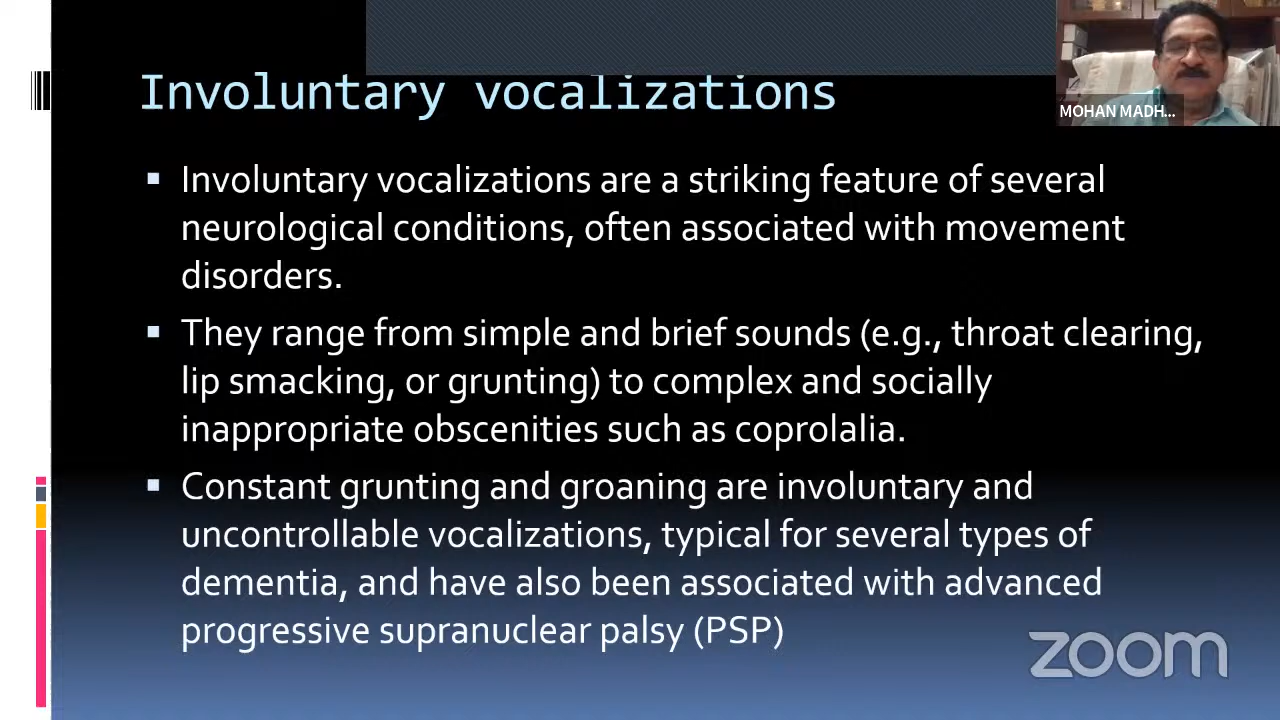 Involuntary vocalizations
MOHAN MADH...
Involuntary vocalizations are a striking feature of several
neurological conditions, often associated with movement
disorders.
They range from simple and brief sounds (e.g., throat clearing,
lip smacking, or grunting) to complex and socially
inappropriate obscenities such as coprolalia.
Constant grunting and groaning are involuntary and
uncontrollable vocalizations, typical for several types of
dementia, and have also been associated with advanced
progressive supranuclear palsy (PSP)
zoom